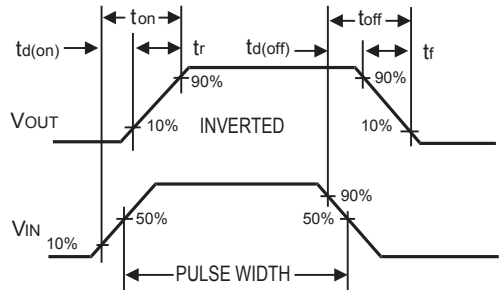 ton toff
td(on) tr td(off) tf
90% 90%
VOUT 10% INVERTED 10%
90%
50% 50%
VIN 10%
PULSE WIDTH